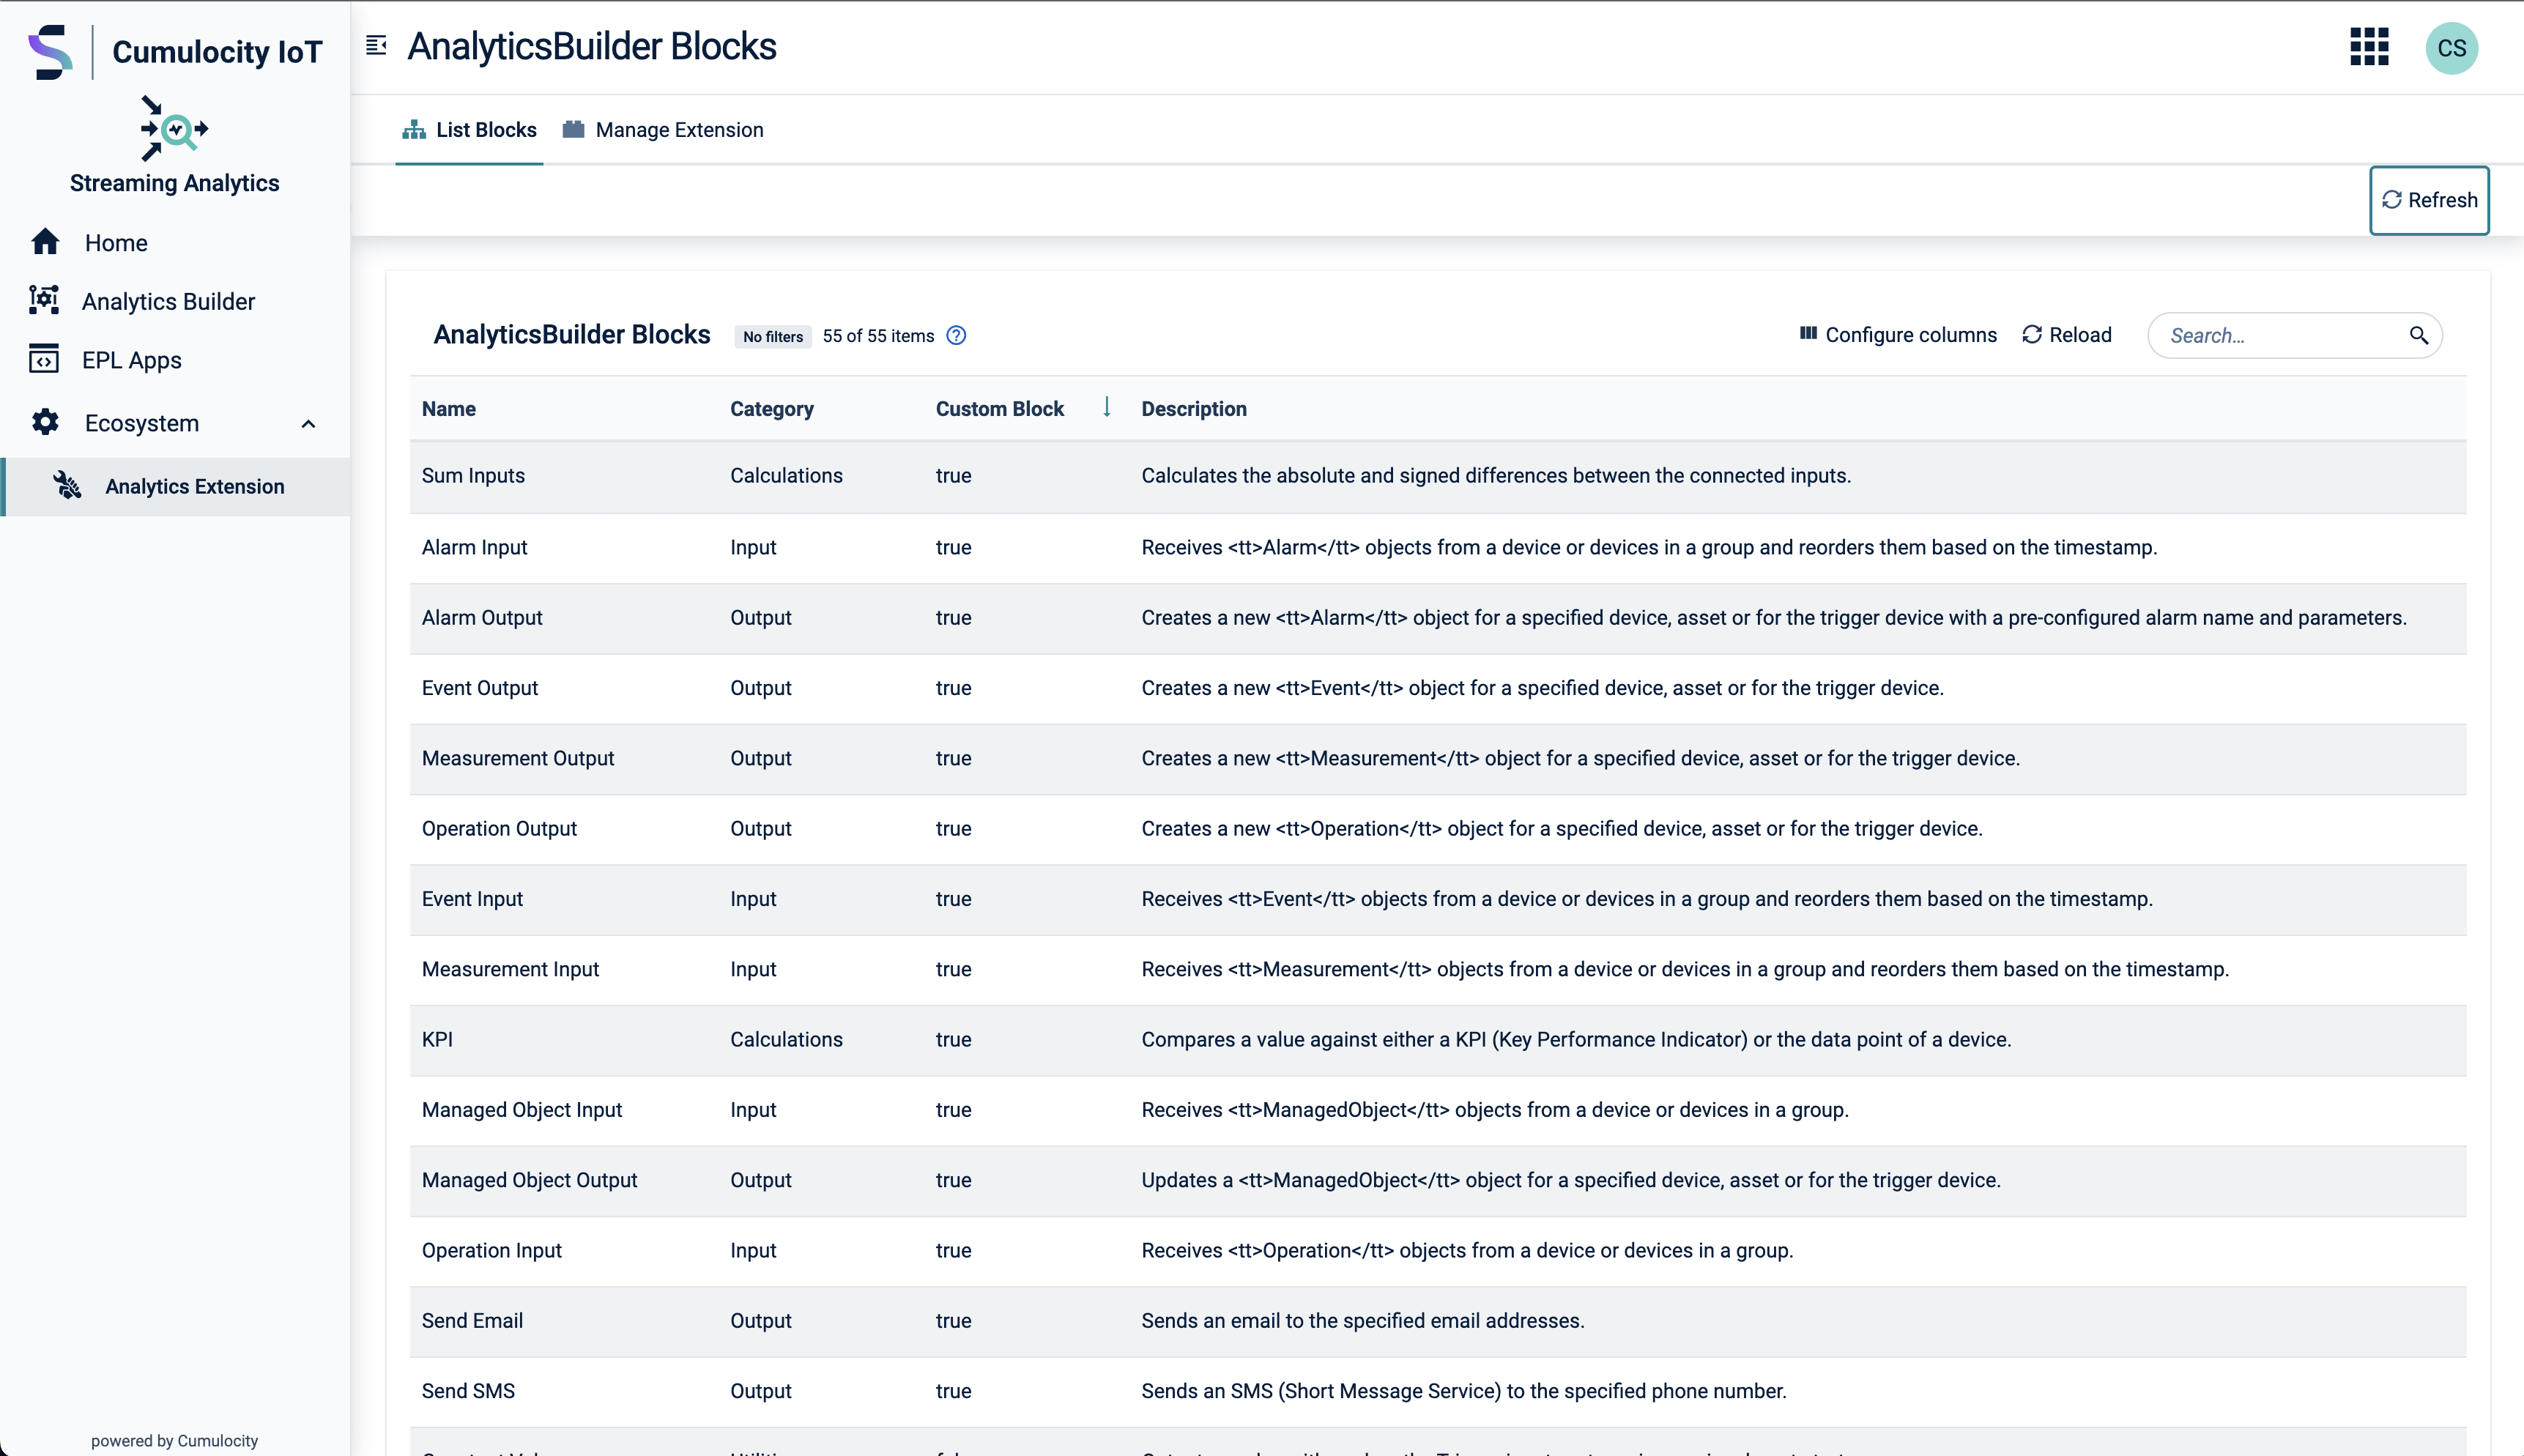 Cumulocity IoT
Streaming Analytics
Home
Analytics Builder
EPL Apps
Ecosystem
Analytics Extension
powered by Cumulocity
AnalyticsBuilder Blocks
CS
List Blocks Manage Extension
Refresh
AnalyticsBuilder Blocks No filters 55 of 55 items Configure columns Reload Search...
Name Category Custom Block Description
Sum Inputs Calculations true Calculates the absolute and signed differences between the connected inputs.
Alarm Input Input true Receives <tt>Alarm</tt> objects from a device or devices in a group and reorders them based on the timestamp.
Alarm Output Output true Creates a new <tt>Alarm</tt> object for a specified device, asset or for the trigger device with a pre-configured alarm name and parameters.
Event Output Output true Creates a new <tt>Event</tt> object for a specified device, asset or for the trigger device.
Measurement Output Output true Creates a new <tt>Measurement</tt> object for a specified device, asset or for the trigger device.
Operation Output Output true Creates a new <tt>Operation</tt> object for a specified device, asset or for the trigger device.
Event Input Input true Receives <tt>Event</tt> objects from a device or devices in a group and reorders them based on the timestamp.
Measurement Input Input true Receives <tt>Measurement</tt> objects from a device or devices in a group and reorders them based on the timestamp.
KPI Calculations true Compares a value against either a KPI (Key Performance Indicator) or the data point of a device.
Managed Object Input Input true Receives <tt>ManagedObject</tt> objects from a device or devices in a group.
Managed Object Output Output true Updates a <tt>ManagedObject</tt> object for a specified device, asset or for the trigger device.
Operation Input Input true Receives <tt>Operation</tt> objects from a device or devices in a group.
Send Email Output true Sends an email to the specified email addresses.
Send SMS Output true Sends an SMS (Short Message Service) to the specified phone number.